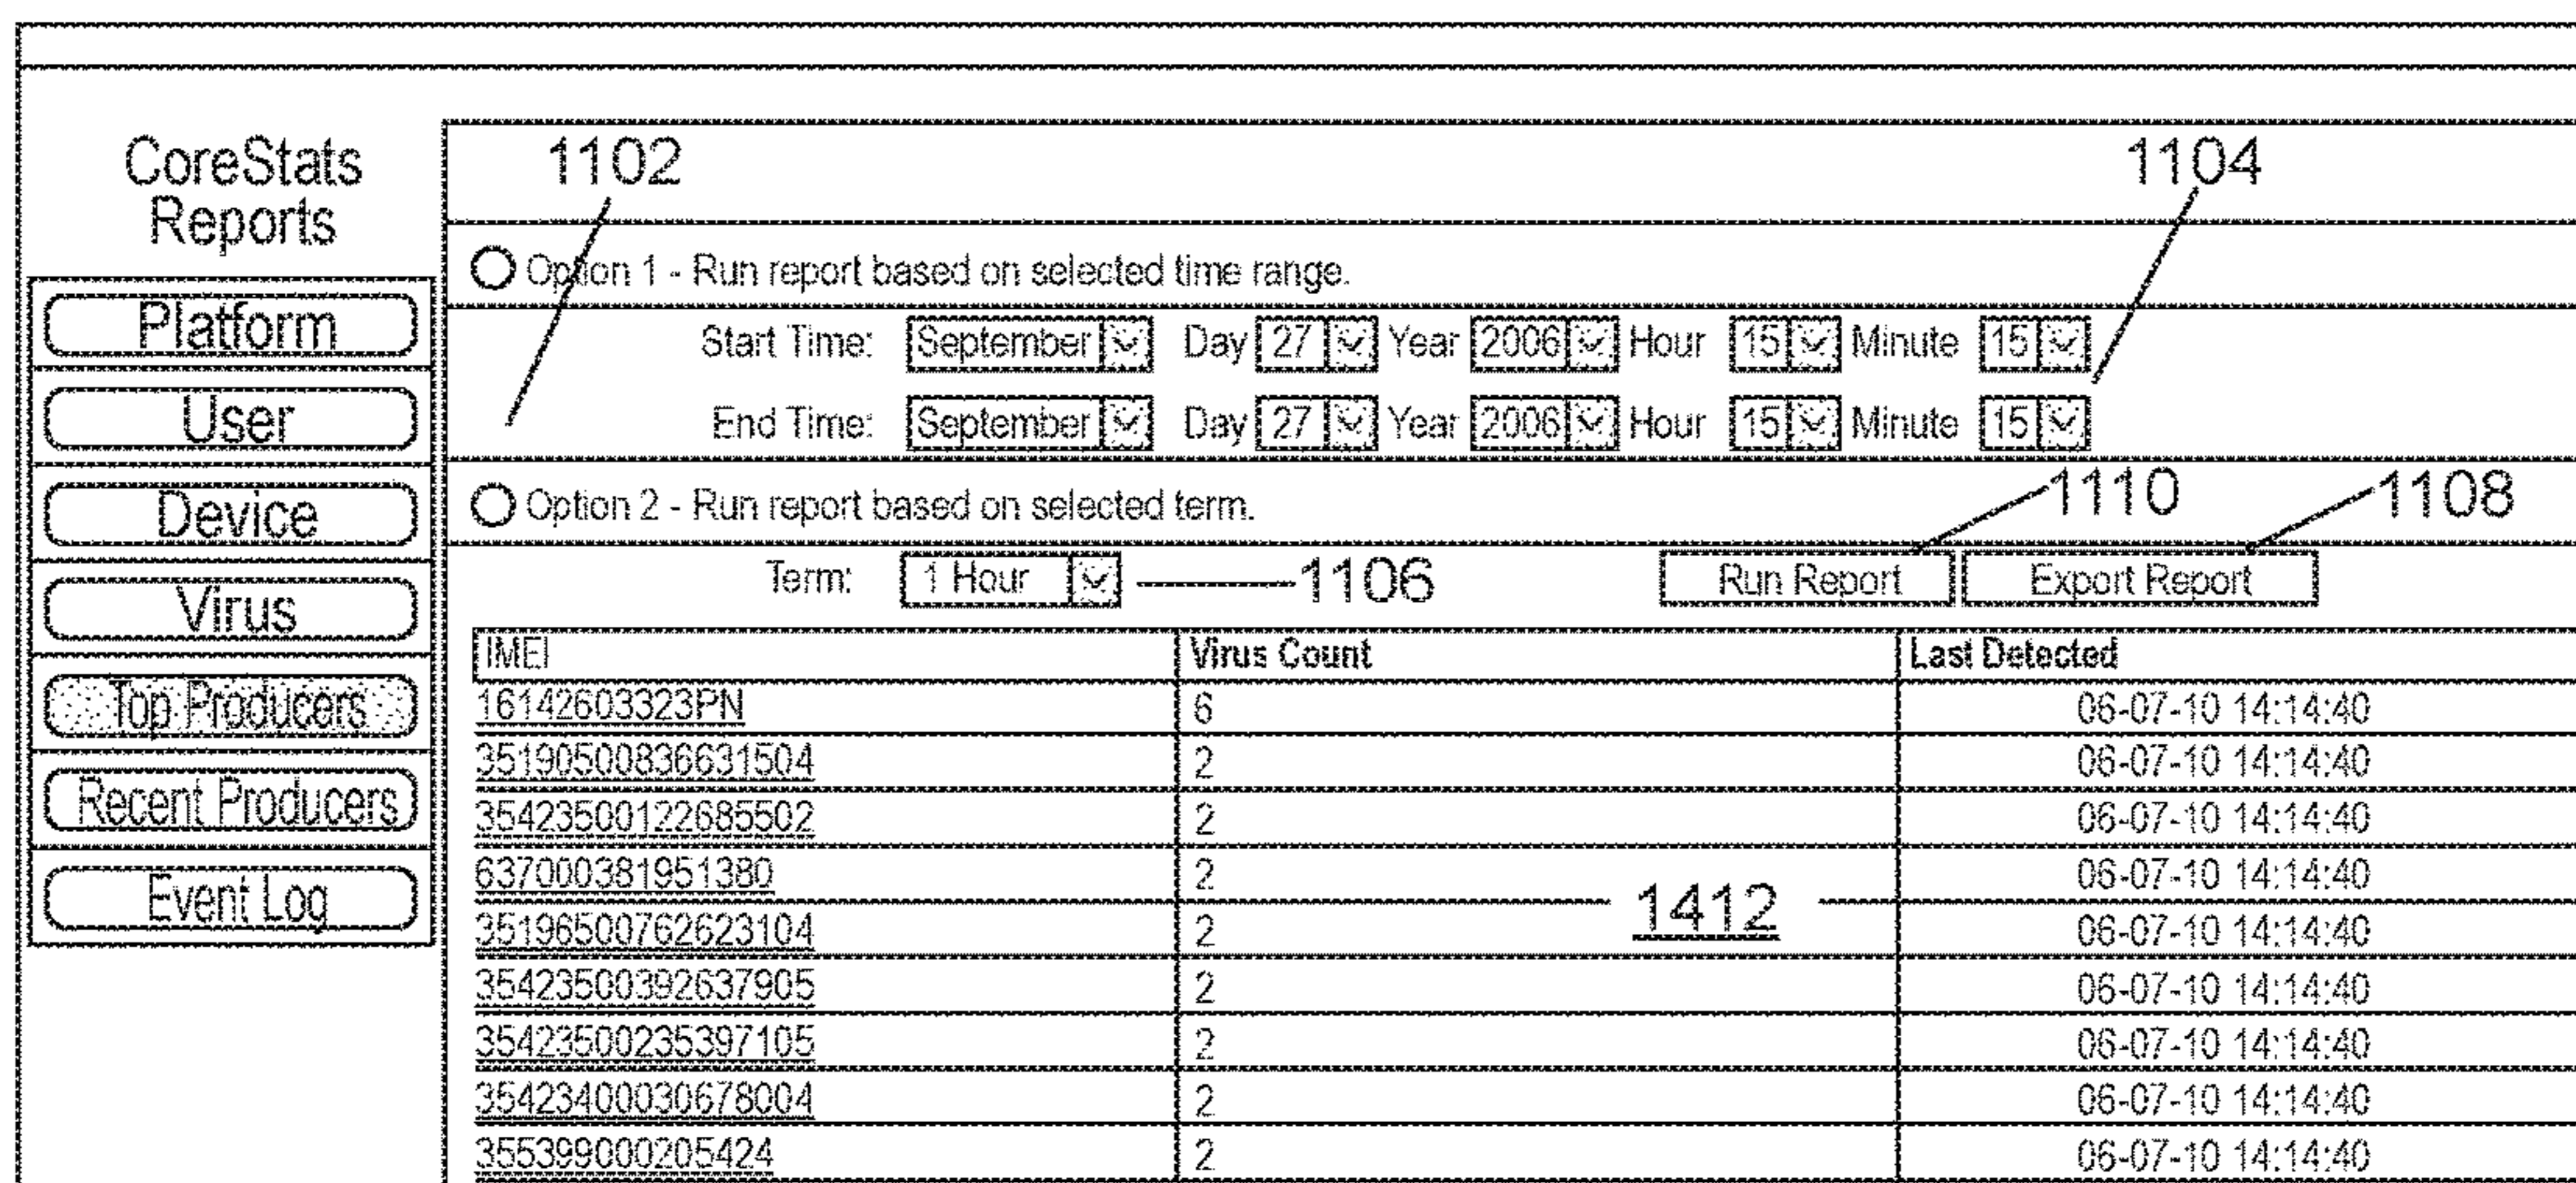 CoreStats
Reports
Platform
User
Device
Virus
Top Producers
Recent Producers
Event Log
1102
1104
Option 1 - Run report based on selected time range.
Start Time: September Day 27 Year 2006 Hour 15 Minute 15
End Time: September Day 27 Year 2006 Hour 15 Minute 15
Option 2 - Run report based on selected term.
1110
1108
Term: 1 Hour 1106 Run Report Export Report
IMEI Virus Count Last Detected
16142603323PN 6 06-07-10 14:14:40
35190500836631504 2 06-07-10 14:14:40
35423500122685502 2 06-07-10 14:14:40
637000381951380 2 06-07-10 14:14:40
1412
35196500762623104 2 06-07-10 14:14:40
35423500392637905 2 06-07-10 14:14:40
35423500235397105 2 06-07-10 14:14:40
35423400030678004 2 06-07-10 14:14:40
355399000205424 2 06-07-10 14:14:40